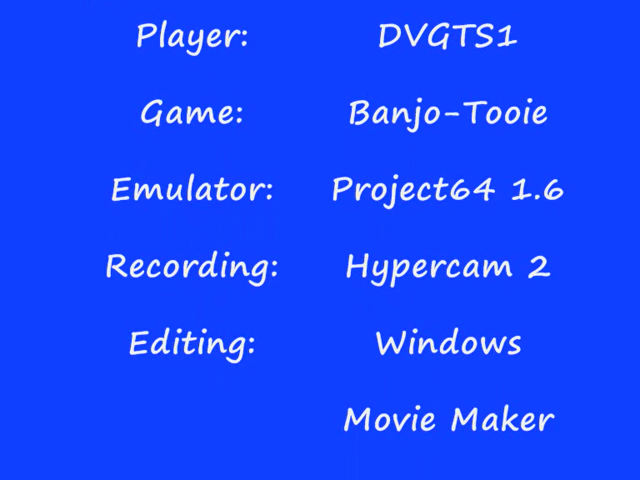 Player: DVGTS1
Game: Banjo-Tooie
Emulator: Project64 1.6
Recording: Hypercam 2
Editing: Windows
Movie Maker